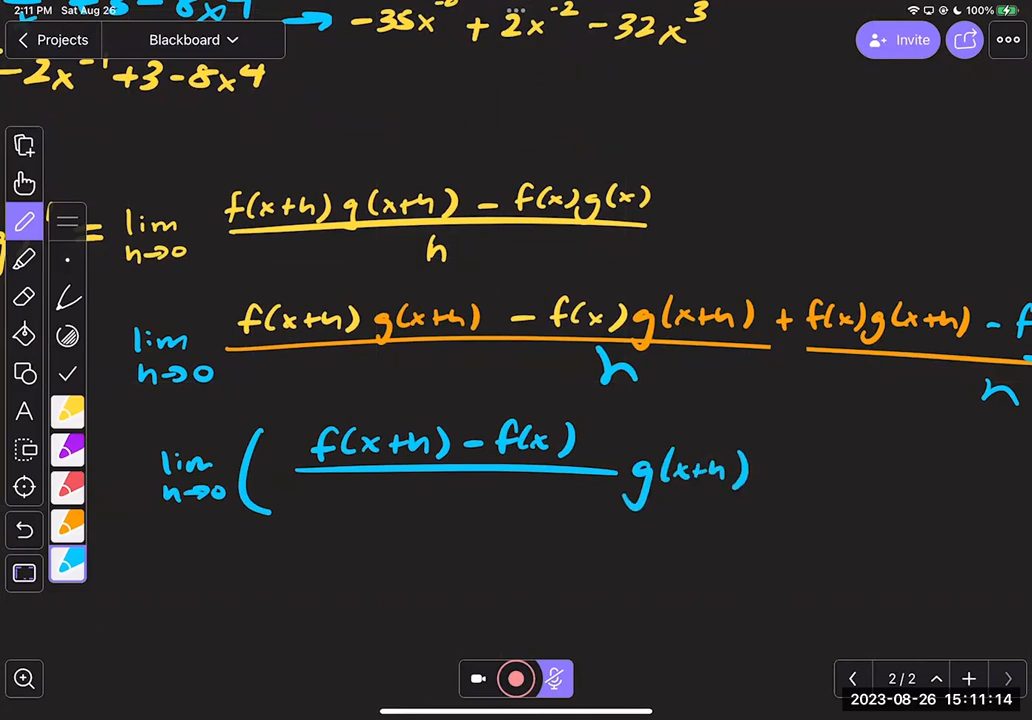 2:11 PM Sat Aug 26
100%
-35x + 2x⁻² - 32x³
Projects
Blackboard
Invite
-2x⁻¹ + 3 - 8x⁴
= lim h→0 f(x+h) g(x+h) - f(x) g(x)
h
lim h→0 f(x+h) g(x+h) - f(x) g(x+h) + f(x) g(x+h) -
h h
lim h→0 ( f(x+h) - f(x) g(x+h)
A
2 / 2
2023-08-26 15:11:14